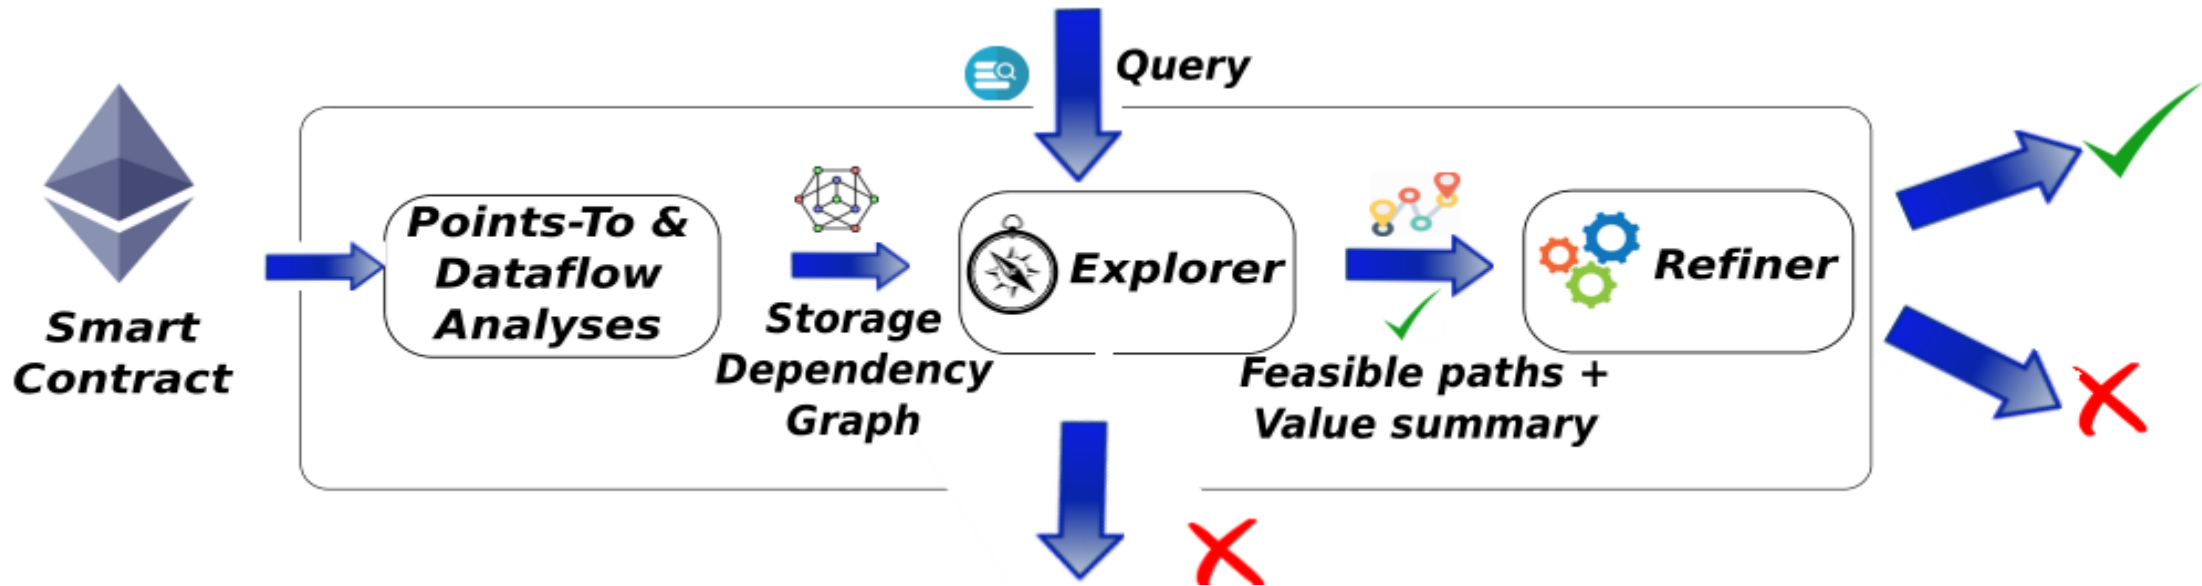 Query
Smart
Contract
Points-To &
Dataflow
Analyses
Storage
Dependency
Graph
Explorer
Feasible paths +
Value summary
Refiner